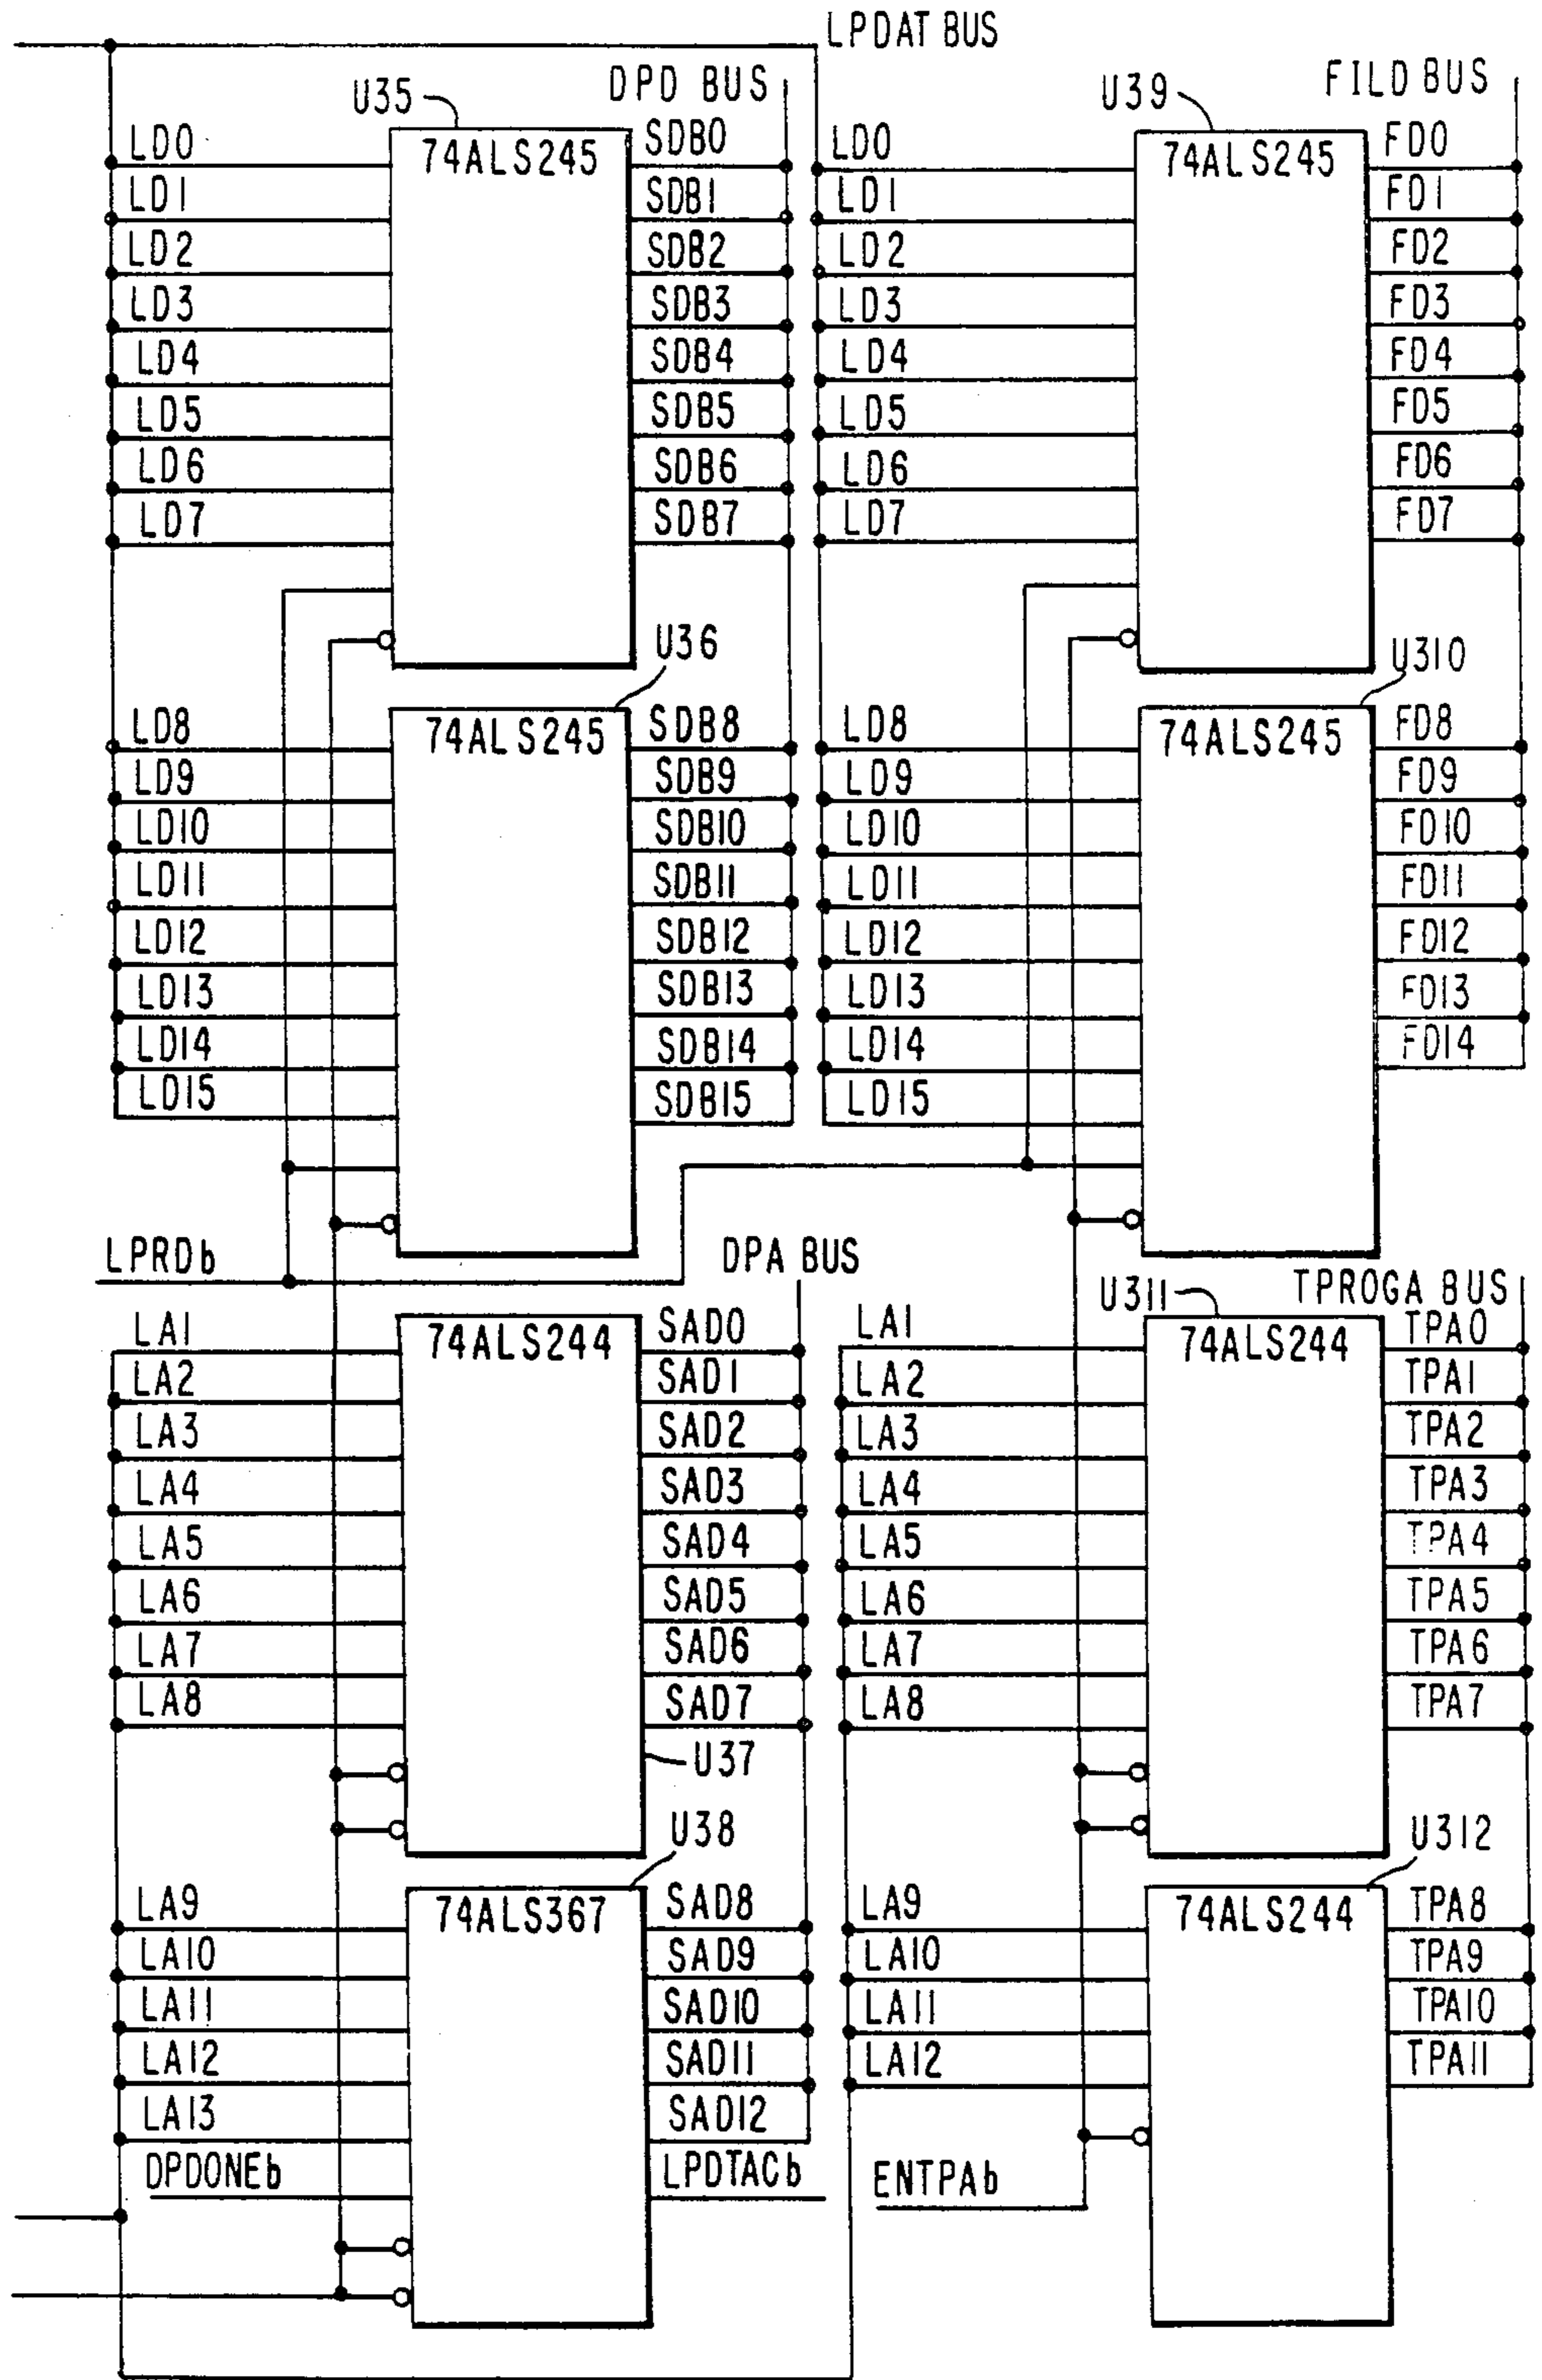 LPDAT BUS
U35
DPD BUS
U39
FILD BUS
LD0
74ALS245
SDB0
LD0
74ALS245
FD0
LD1
SDB1
LD1
FD1
LD2
SDB2
LD2
FD2
LD3
SDB3
LD3
FD3
LD4
SDB4
LD4
FD4
LD5
SDB5
LD5
FD5
LD6
SDB6
LD6
FD6
LD7
SDB7
LD7
FD7
U36
U310
LD8
74ALS245
SDB8
LD8
74ALS245
FD8
LD9
SDB9
LD9
FD9
LD10
SDB10
LD10
FD10
LD11
SDB11
LD11
FD11
LD12
SDB12
LD12
FD12
LD13
SDB13
LD13
FD13
LD14
SDB14
LD14
FD14
LD15
SDB15
LD15
LPRDb
DPA BUS
U311
TPROGA BUS
LA1
74ALS244
SAD0
LA1
74ALS244
TPA0
LA2
SAD1
LA2
TPA1
LA3
SAD2
LA3
TPA2
LA4
SAD3
LA4
TPA3
LA5
SAD4
LA5
TPA4
LA6
SAD5
LA6
TPA5
LA7
SAD6
LA7
TPA6
LA8
SAD7
LA8
TPA7
U37
U38
U312
LA9
74ALS367
SAD8
LA9
74ALS244
TPA8
LA10
SAD9
LA10
TPA9
LA11
SAD10
LA11
TPA10
LA12
SAD11
LA12
TPA11
LA13
SAD12
DPDONEb
LPDTACb
ENTPAb